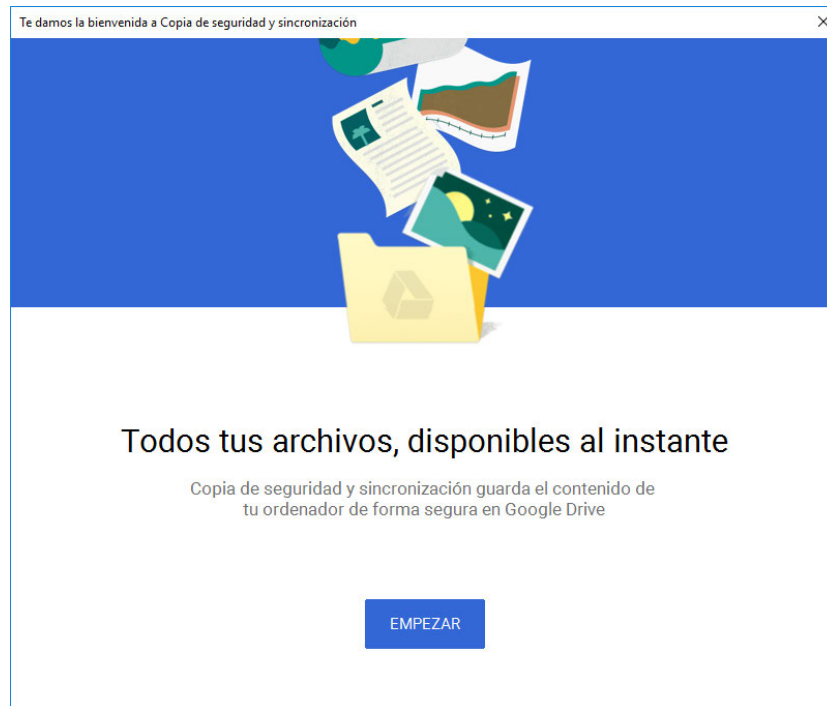 Te damos la bienvenida a Copia de seguridad y sincronización
Todos tus archivos, disponibles al instante
Copia de seguridad y sincronización guarda el contenido de
tu ordenador de forma segura en Google Drive
EMPEZAR